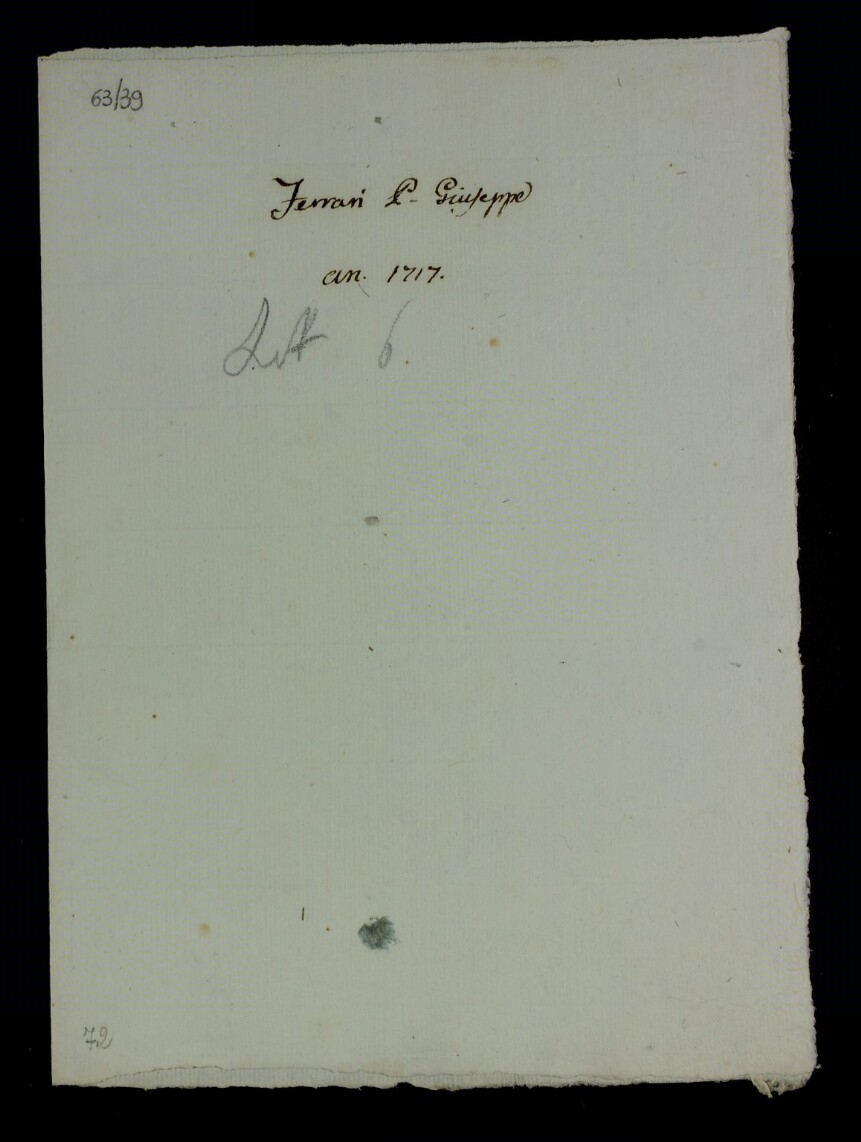 63/39
Ferrari P- Giuseppe
an. 1717.
Lett 6.
72